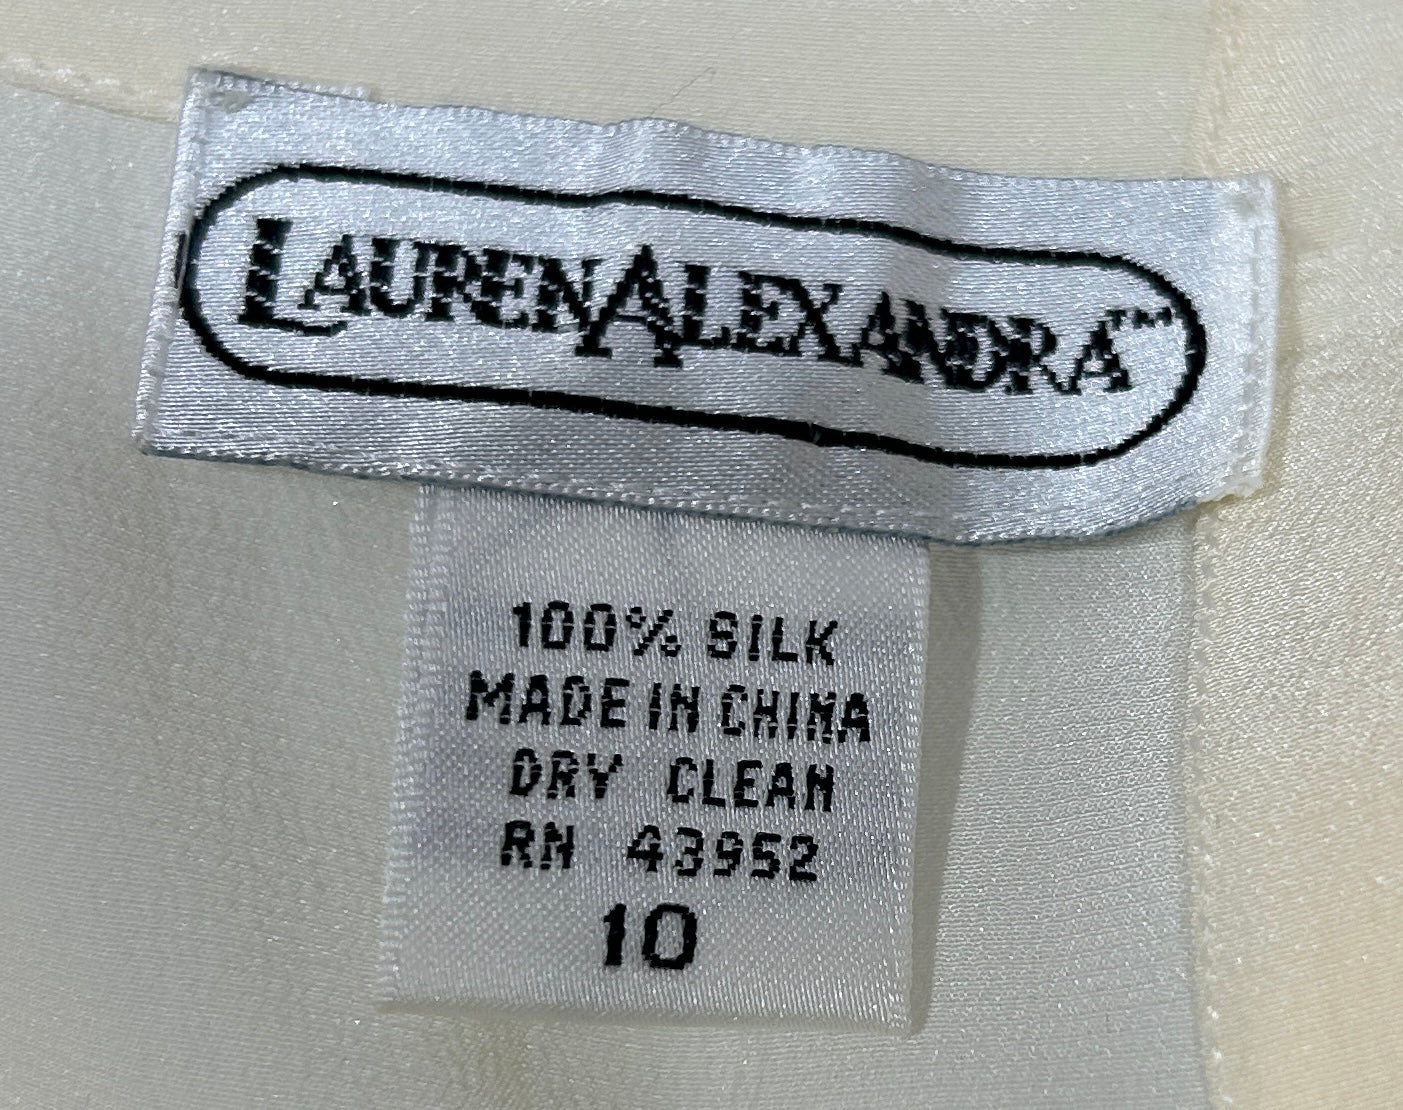 LAURENALEXANDRA™
100% SILK
MADE IN CHINA
DRY CLEAN
RN 43952
10